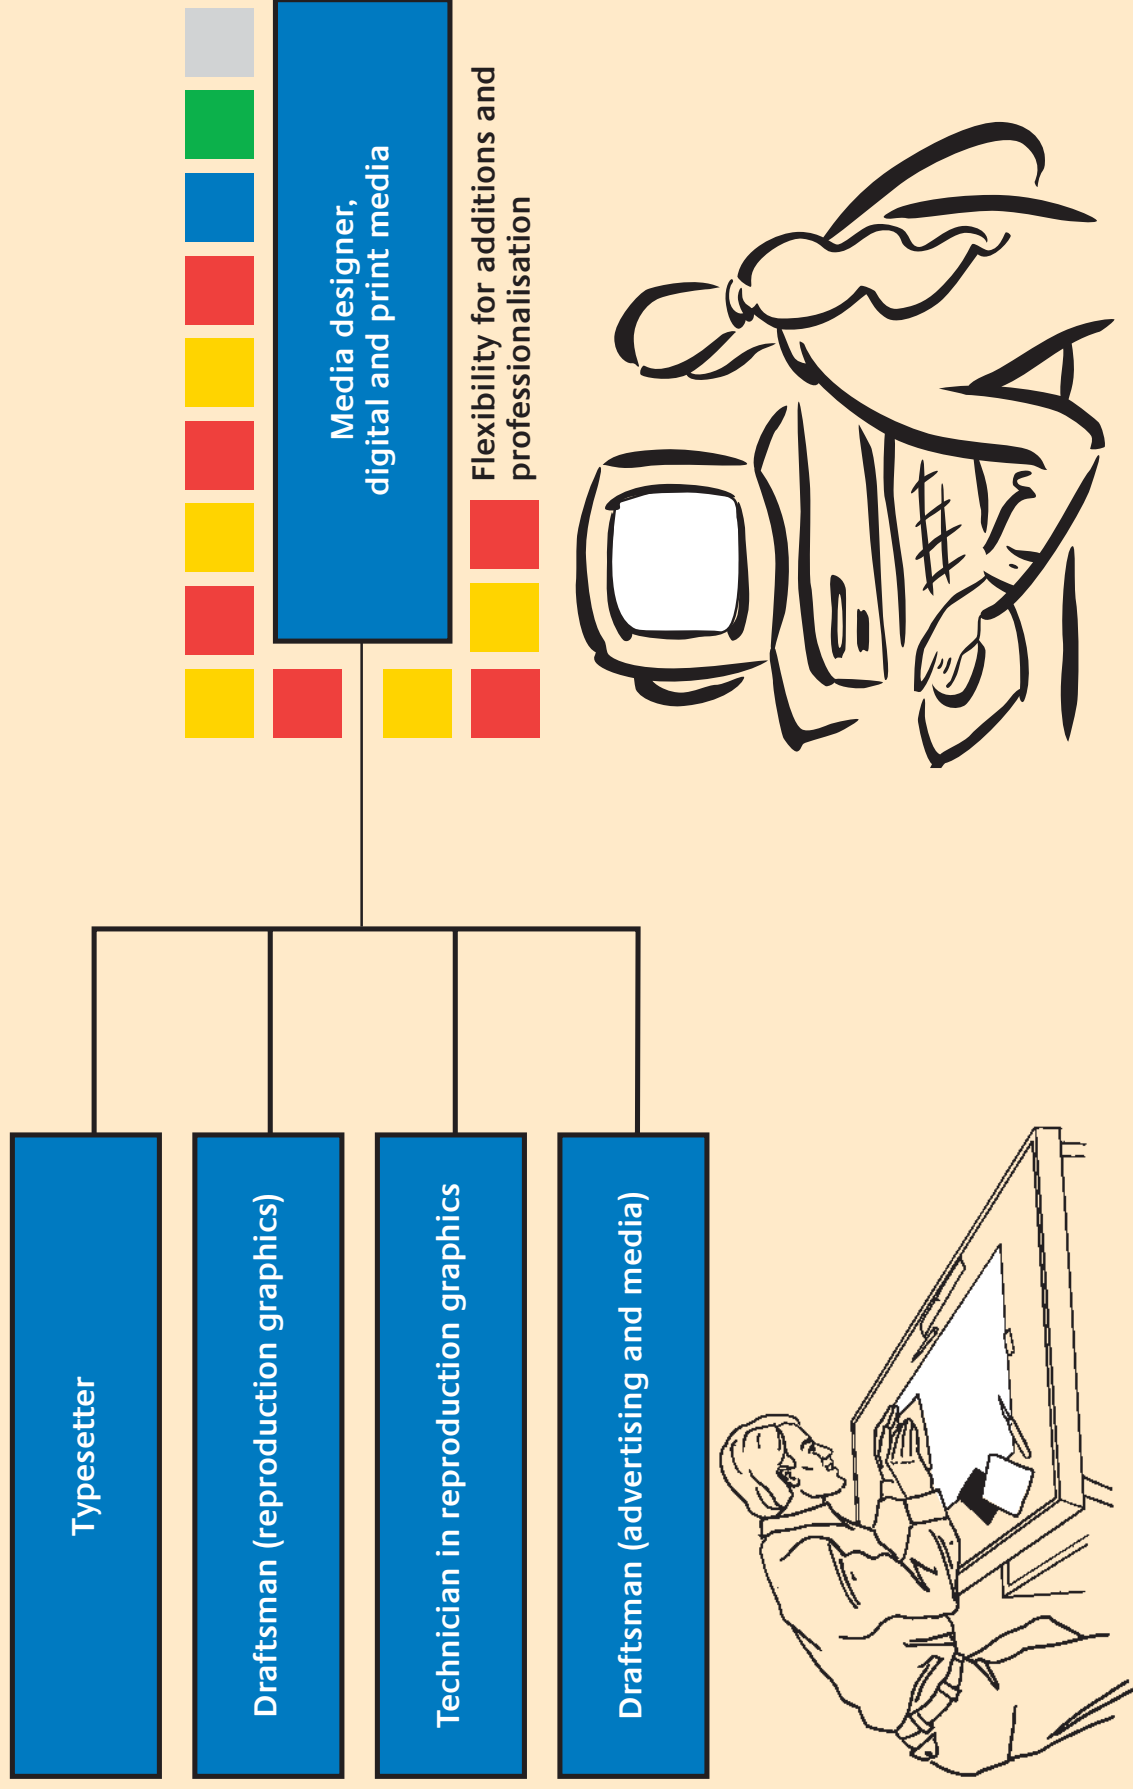 Typesetter
Draftsman (reproduction graphics)
Technician in reproduction graphics
Draftsman (advertising and media)
Media designer,
digital and print media
Flexibility for additions and
professionalisation